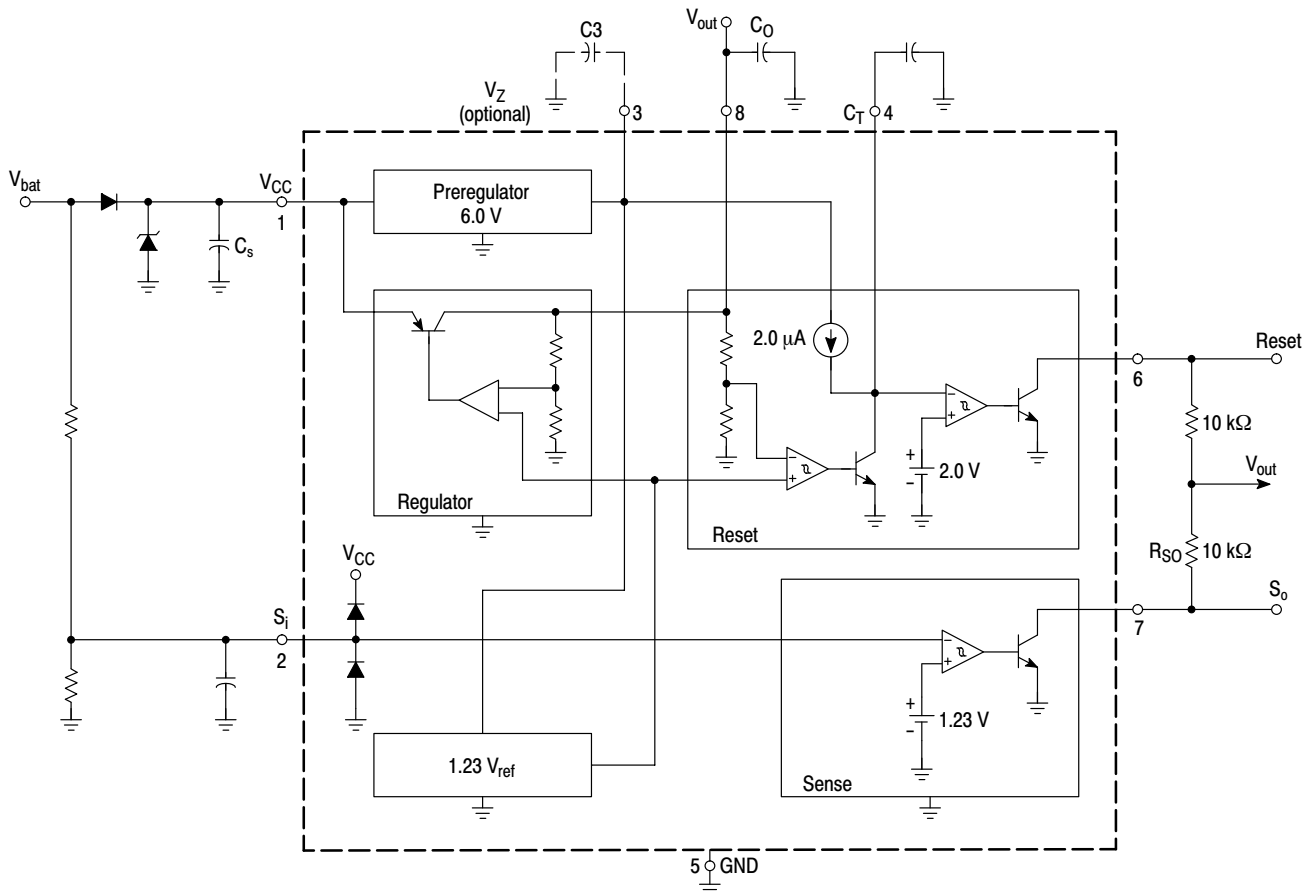 C3
Vout
CO
VZ
(optional)
3
8
CT
4
Vbat
VCC
1
Preregulator
6.0 V
Cs
2.0 μA
Reset
6
10 kΩ
2.0 V
Vout
Regulator
Reset
RSO
10 kΩ
VCC
Si
2
So
7
1.23 V
1.23 Vref
Sense
5
GND
+
-
+
-
+
-
+
-
+
-